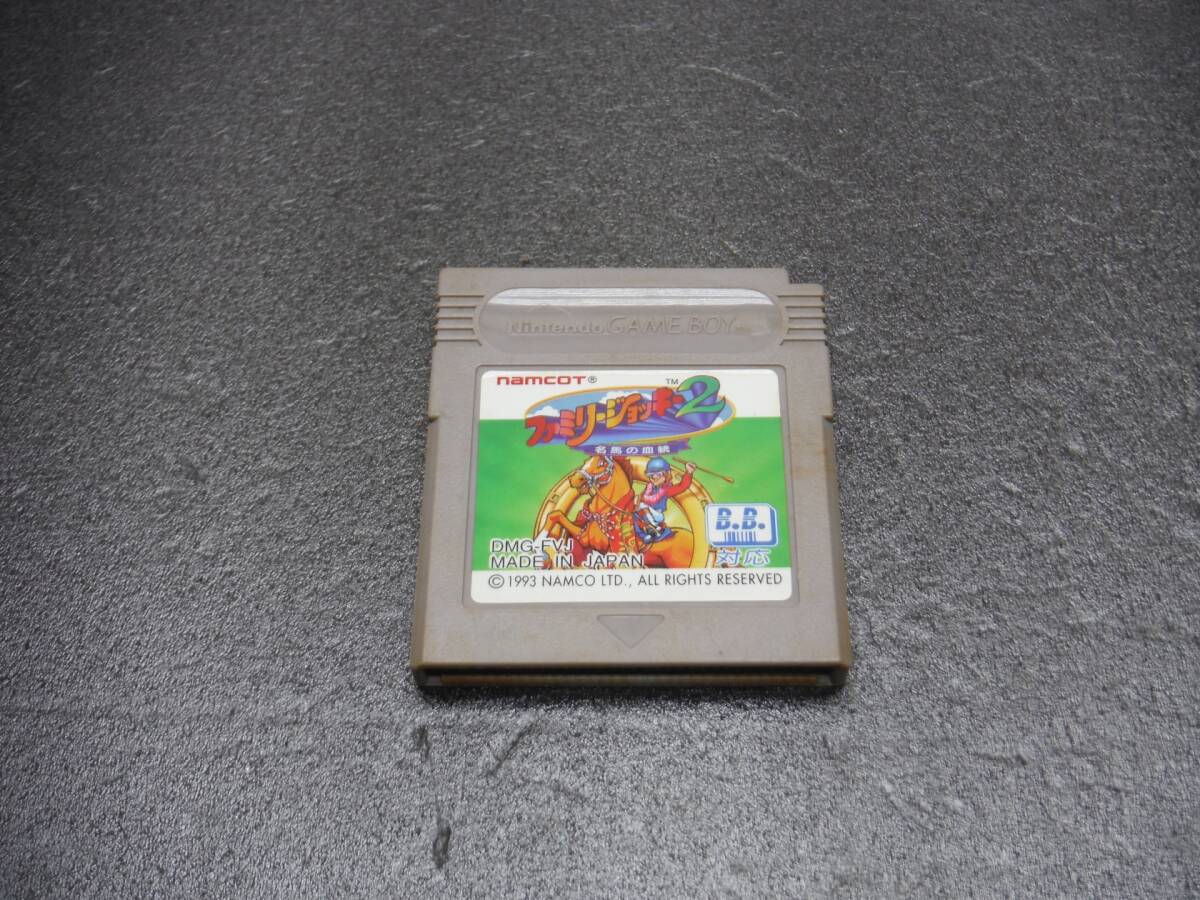 Nintendo GAME BOY TM
namcot®
TM
ファミリージョッキー2
名馬の血統
B.B.
対応
DMG-FVJ
MADE IN JAPAN
©1993 NAMCO LTD., ALL RIGHTS RESERVED